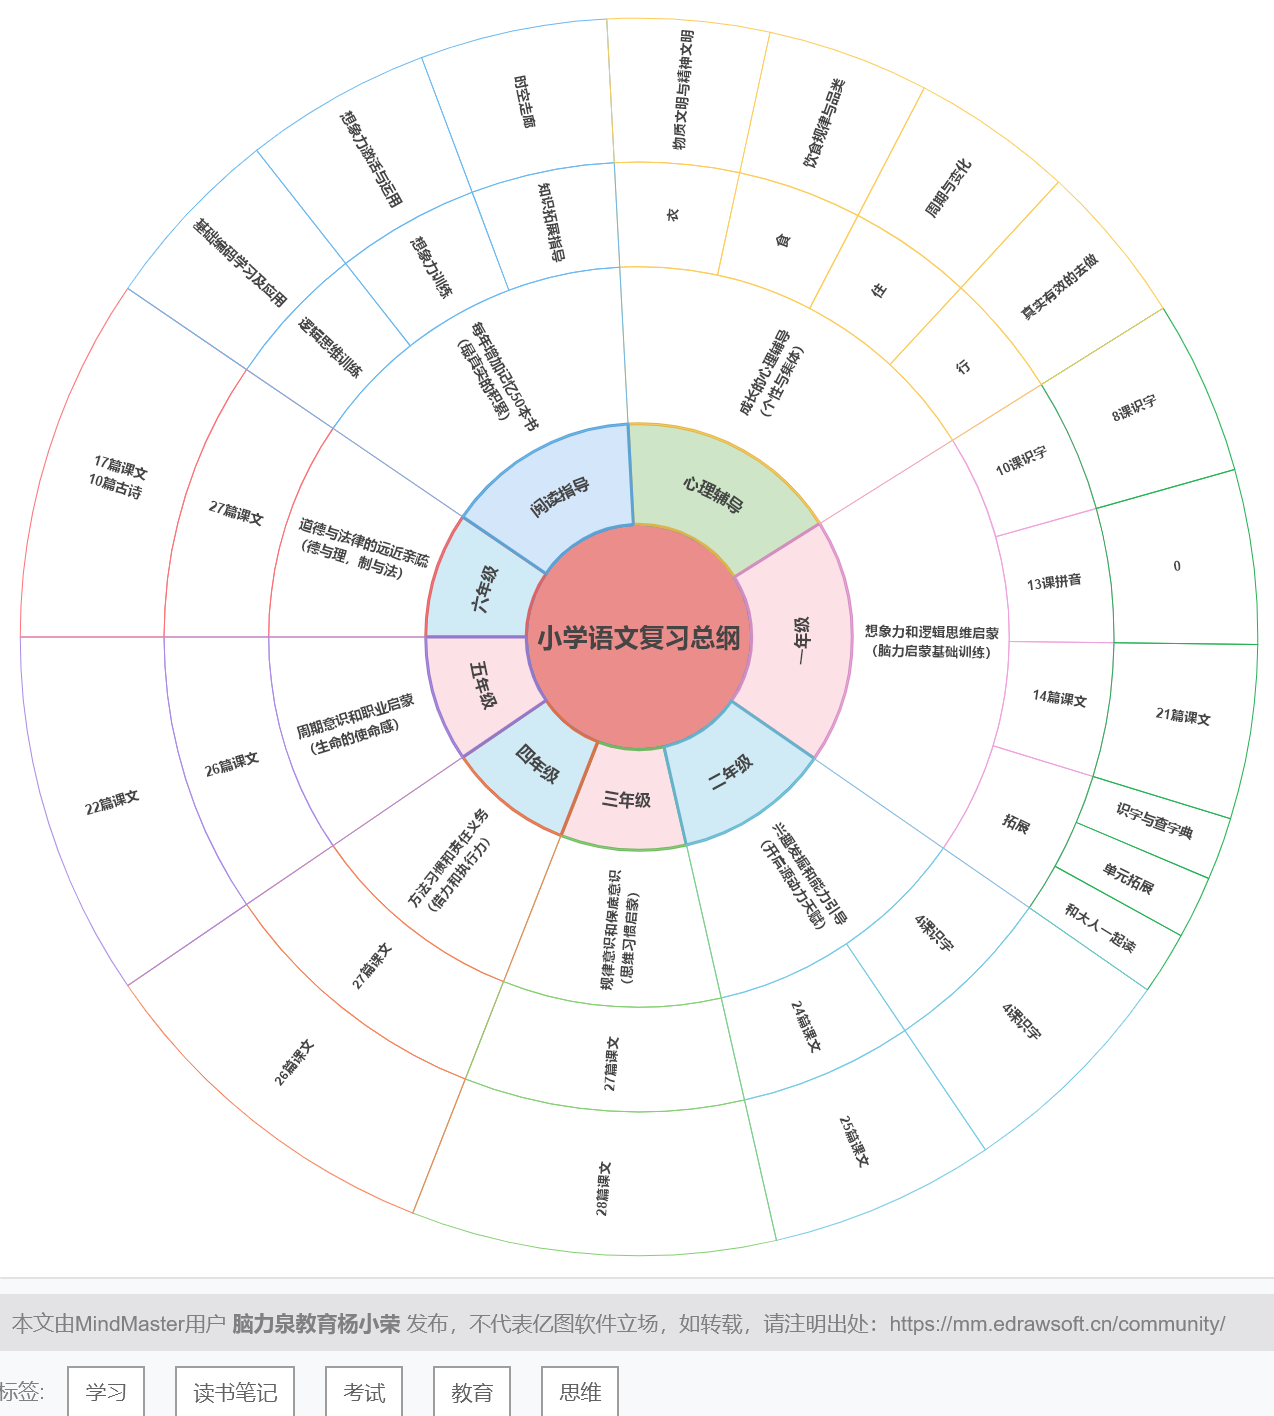 小学语文复习总纲
心理辅导
成长的心理辅导
（个性与集体）
衣
物质文明与精神文明
食
饮食规律与品类
住
周期与变化
行
真实有效的去做
一年级
想象力和逻辑思维启蒙
（脑力启蒙基础训练）
10课识字
8课识字
13课拼音
0
14篇课文
21篇课文
拓展
识字与查字典
单元拓展
和大人一起读
二年级
兴趣发掘和能力引导
（开启源动力天赋）
4课识字
4课识字
24篇课文
25篇课文
三年级
规律意识和保底意识
（思维习惯启蒙）
27篇课文
28篇课文
四年级
方法习惯和责任义务
（借力和执行力）
27篇课文
26篇课文
五年级
周期意识和职业启蒙
（生命的使命感）
26篇课文
22篇课文
六年级
道德与法律的远近亲疏
（德与理，制与法）
27篇课文
17篇课文
10篇古诗
阅读指导
每年增加记忆50本书
（最真实的积累）
逻辑思维训练
基础编码学习及应用
想象力训练
想象力激活与运用
知识拓展指导
时空走廊
本文由MindMaster用户 脑力泉教育杨小荣 发布，不代表亿图软件立场，如转载，请注明出处：https://mm.edrawsoft.cn/community/
标签: 学习 读书笔记 考试 教育 思维